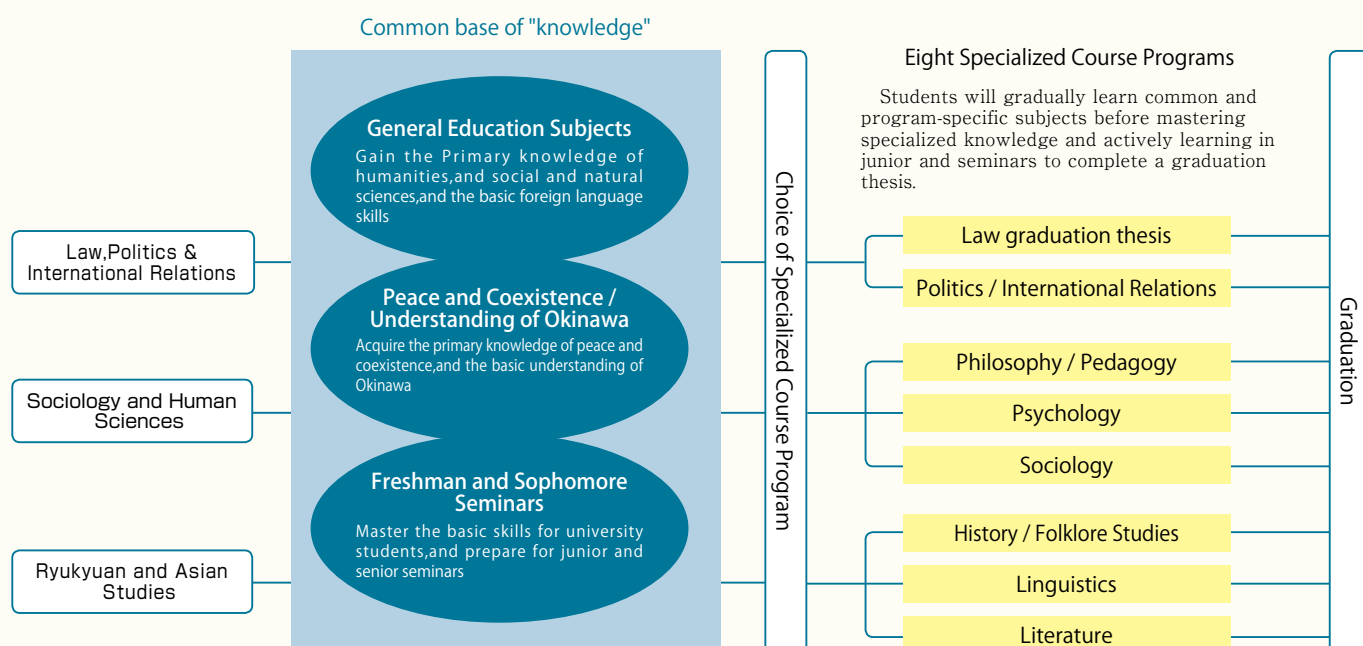 Common base of "knowledge"
Law,Politics &
International Relations
Sociology and Human
Sciences
Ryukyuan and Asian
Studies
General Education Subjects
Gain the Primary knowledge of
humanities,and social and natural
sciences,and the basic foreign language
skills
Peace and Coexistence /
Understanding of Okinawa
Acquire the primary knowledge of peace and
coexistence,and the basic understanding of
Okinawa
Freshman and Sophomore
Seminars
Master the basic skills for university
students,and prepare for junior and
senior seminars
Choice of Specialized Course Program
Eight Specialized Course Programs
Students will gradually learn common and
program-specific subjects before mastering
specialized knowledge and actively learning in
junior and seminars to complete a graduation
thesis.
Law graduation thesis
Politics / International Relations
Philosophy / Pedagogy
Psychology
Sociology
History / Folklore Studies
Linguistics
Literature
Graduation